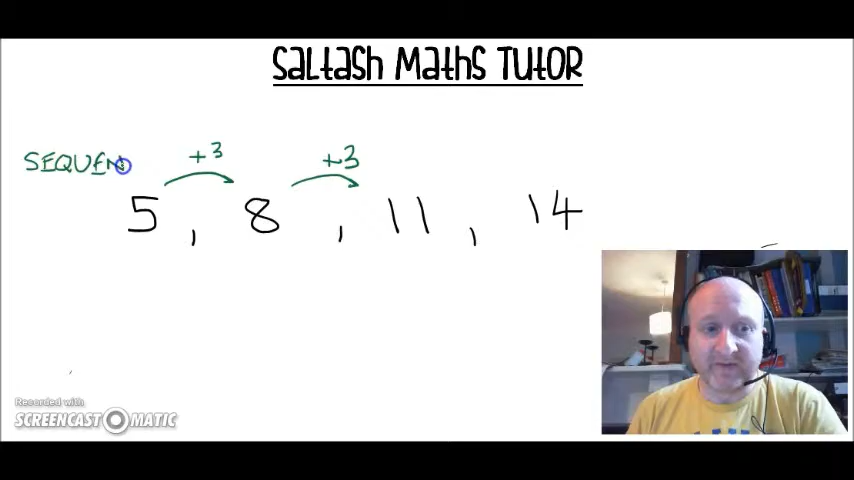 Saltash Maths Tutor
+3 +3
SEQUEN
5, 8, 11, 14
Recorded with
SCREENCAST MATIC